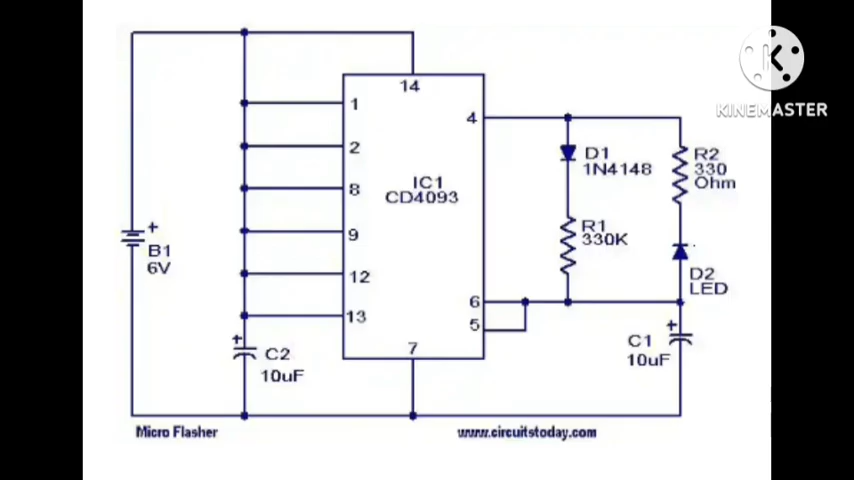 KINEMASTER
14
1
2
8
9
12
13
7
4
6
5
IC1
CD4093
+
B1
6V
+
C2
10uF
D1
1N4148
R1
330K
R2
330
Ohm
D2
LED
+
C1
10uF
Micro Flasher
www.circuitstoday.com